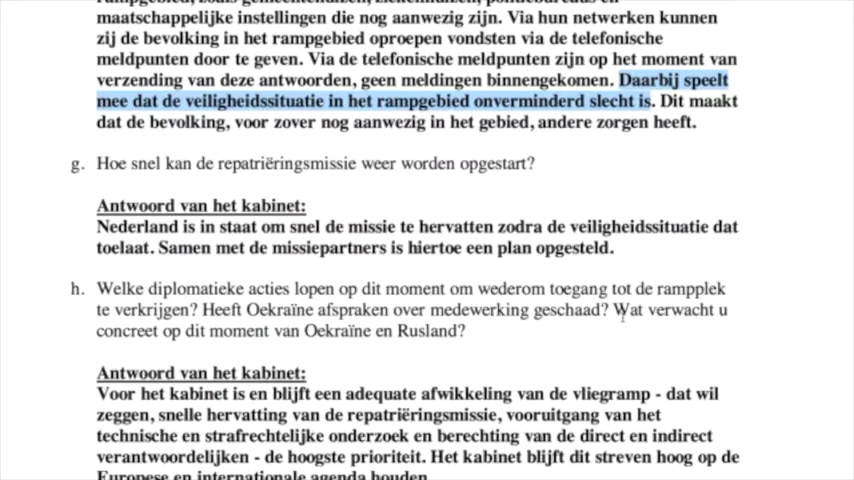 rampgebied, zoals gemeentehuizen, ziekenhuizen, politiebureaus en
maatschappelijke instellingen die nog aanwezig zijn. Via hun netwerken kunnen
zij de bevolking in het rampgebied oproepen vondsten via de telefonische
meldpunten door te geven. Via de telefonische meldpunten zijn op het moment van
verzending van deze antwoorden, geen meldingen binnengekomen. Daarbij speelt
mee dat de veiligheidssituatie in het rampgebied onverminderd slecht is. Dit maakt
dat de bevolking, voor zover nog aanwezig in het gebied, andere zorgen heeft.
g. Hoe snel kan de repatriëringsmissie weer worden opgestart?
Antwoord van het kabinet:
Nederland is in staat om snel de missie te hervatten zodra de veiligheidssituatie dat
toelaat. Samen met de missiepartners is hiertoe een plan opgesteld.
h. Welke diplomatieke acties lopen op dit moment om wederom toegang tot de rampplek
te verkrijgen? Heeft Oekraïne afspraken over medewerking geschaad? Wat verwacht u
concreet op dit moment van Oekraïne en Rusland?
Antwoord van het kabinet:
Voor het kabinet is en blijft een adequate afwikkeling van de vliegramp - dat wil
zeggen, snelle hervatting van de repatriëringsmissie, vooruitgang van het
technische en strafrechtelijke onderzoek en berechting van de direct en indirect
verantwoordelijken - de hoogste prioriteit. Het kabinet blijft dit streven hoog op de
Europese en internationale agenda houden.